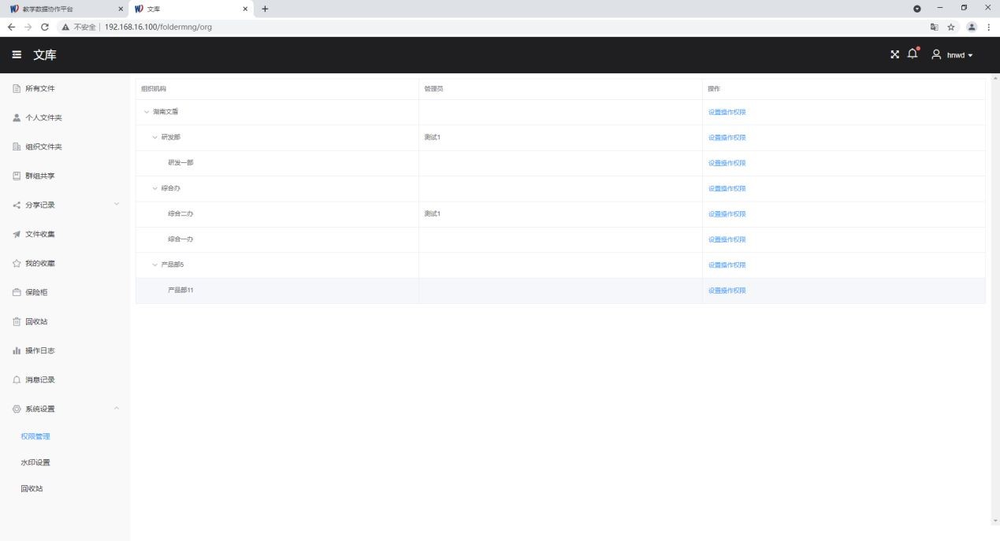 教学数据协作平台
文库
不安全 192.168.16.100/foldermng/org
文库
hnwd
所有文件
个人文件夹
组织文件夹
群组共享
分享记录
文件收集
我的收藏
保险柜
回收站
操作日志
消息记录
系统设置
权限管理
水印设置
回收站
组织机构 管理员 操作
湖南文盾 设置操作权限
研发部 测试1 设置操作权限
研发一部 设置操作权限
综合办 设置操作权限
综合二办 测试1 设置操作权限
综合一办 设置操作权限
产品部5 设置操作权限
产品部11 设置操作权限